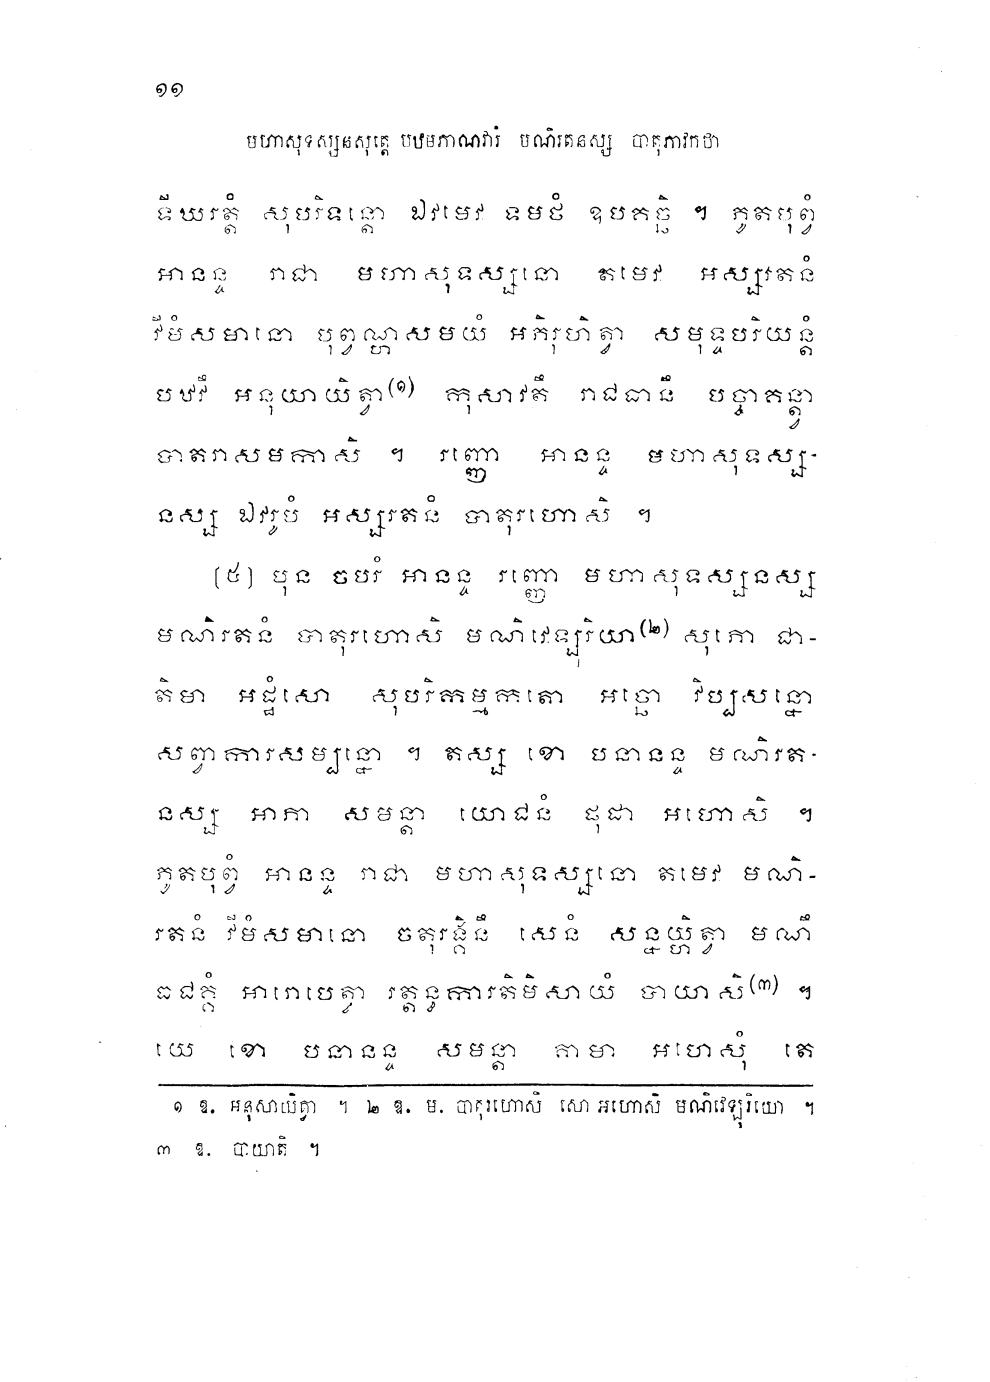 ១១
មហាសុទស្សនសុត្តេ បឋមភាណវារំ មណិរតនស្ស បាតុភាវកថា
ទីឃរត្តំ សុបរិទន្តោ ឯវមេវ ទមថំ ឧបគច្ឆិ ។ ភូតបុព្វំ
អានន្ទ រាជា មហាសុទស្សនោ តមេវ អស្សរតនំ
វីមំសមានោ បុព្វណ្ហសមយំ អភិរុហិត្វា សមុទ្ទបរិយន្តំ
បឋវឹ អនុយាយិត្វា(១) កុសាវតឹ រាជធានឹ បច្ចាគន្ត្វា
បាតរាសមកាសិ ។ រញ្ញោ អានន្ទ មហាសុទស្ស-
នស្ស ឯវរូបំ អស្សរតនំ បាតុរហោសិ ។
(៥) បុន ចបរំ អានន្ទ រញ្ញោ មហាសុទស្សនស្ស
មណិរតនំ បាតុរហោសិ មណិវេឡុរិយោ(២) សុភោ ជា-
តិមា អដ្ឋំសោ សុបរិកម្មកតោ អច្ឆោ វិប្បសន្នោ
សព្វាការសម្បន្នោ ។ តស្ស ខោ បនានន្ទ មណិរត-
នស្ស អាភា សមន្តា យោជនំ ផុដា អហោសិ ។
ភូតបុព្វំ អានន្ទ រាជា មហាសុទស្សនោ តមេវ មណិ-
រតនំ វីមំសមានោ ចតុរង្គិនឹ សេនំ សន្នយ្ហិត្វា មណឹ
ធជគ្គំ អារោបេត្វា រត្តន្ធការតិមិសាយំ បាយាសិ(៣) ។
យេ ខោ បនានន្ទ សមន្តា គាមា អហេសុំ តេ
១ ឱ. អនុសាយិត្វា ។ ២ ឱ. ម. បាតុរហោសិ សោ អហោសិ មណិវេឡុរិយោ ។
៣ ឱ. បាយាតិ ។